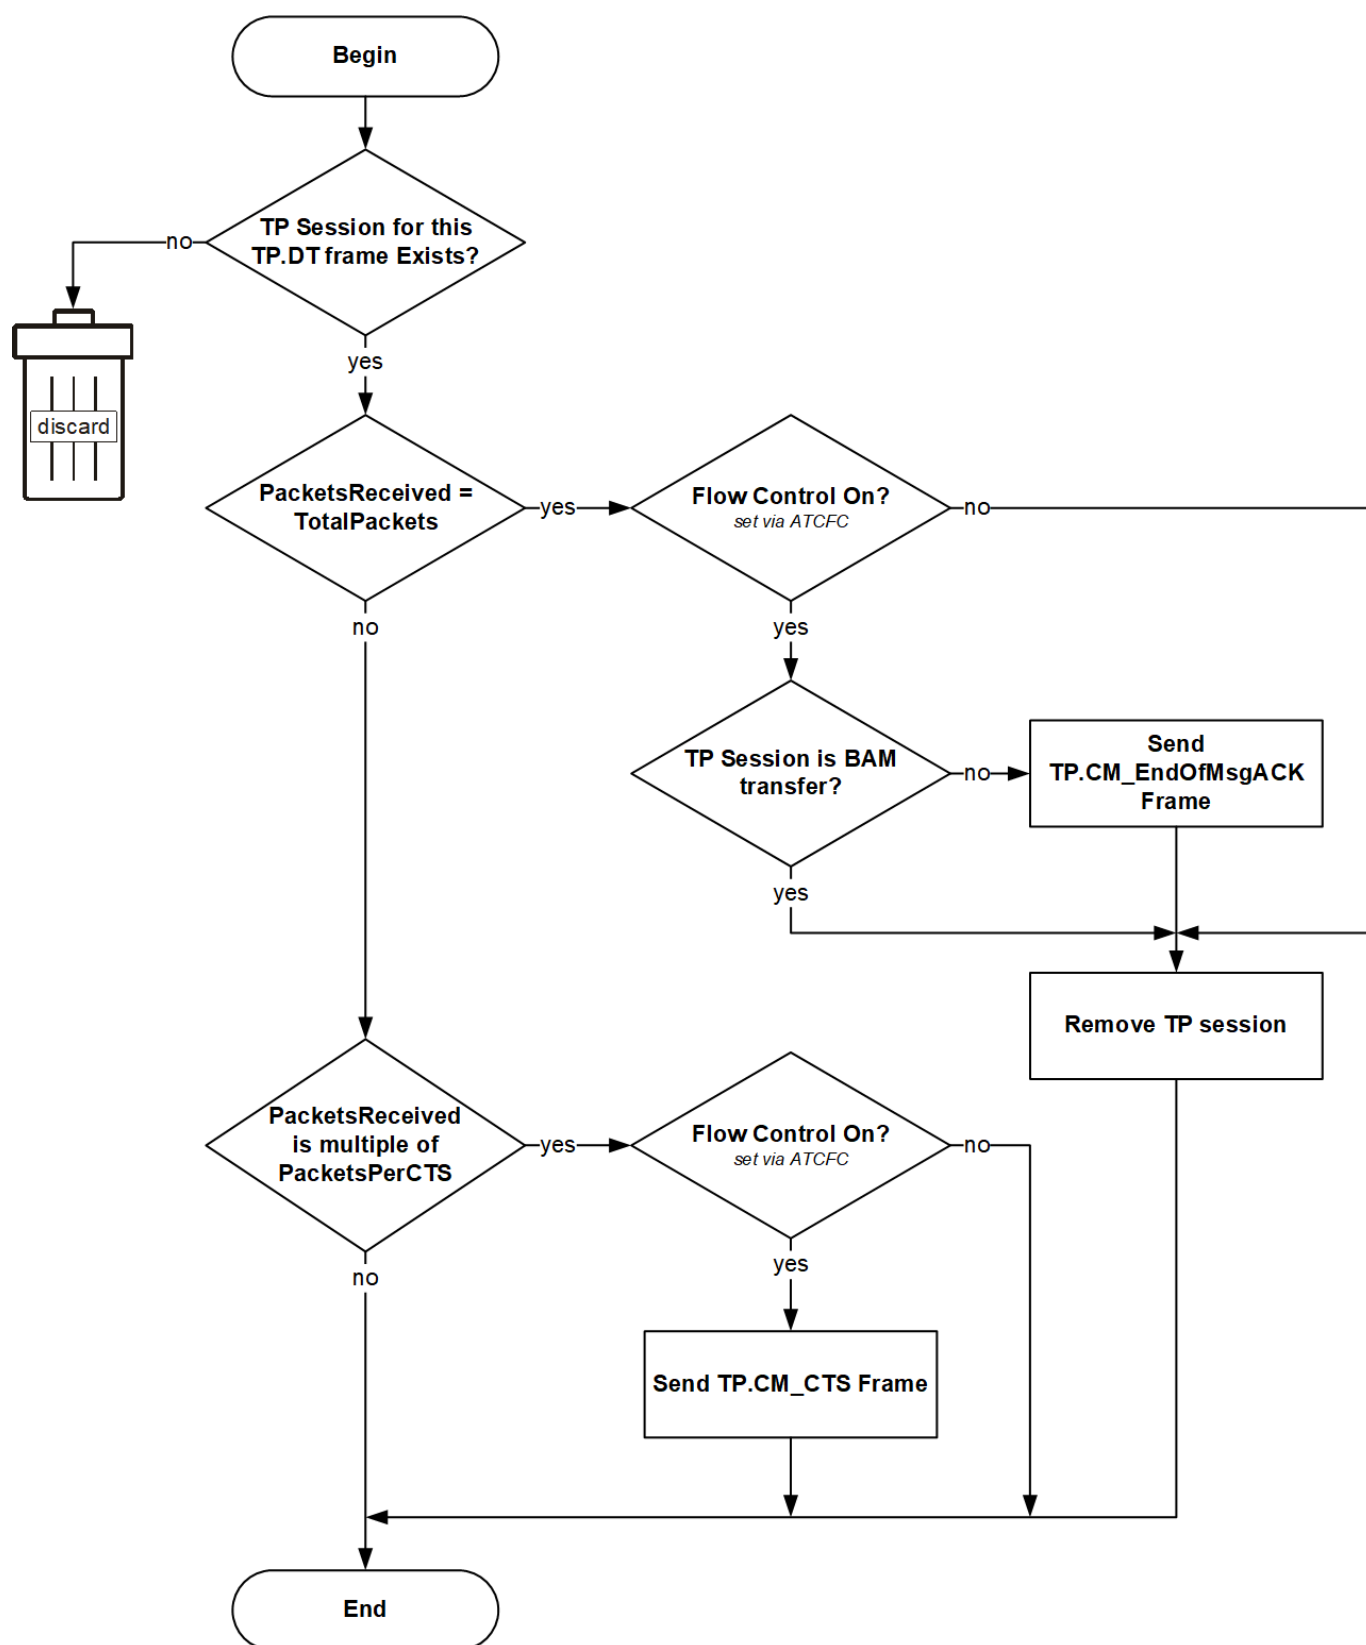 Begin
TP Session for this
TP.DT frame Exists?
no
yes
discard
PacketsReceived =
TotalPackets
yes
Flow Control On?
set via ATCFC
no
no
yes
TP Session is BAM
transfer?
no
Send
TP.CM_EndOfMsgACK
Frame
yes
Remove TP session
PacketsReceived
is multiple of
PacketsPerCTS
yes
Flow Control On?
set via ATCFC
no
no
yes
Send TP.CM_CTS Frame
End